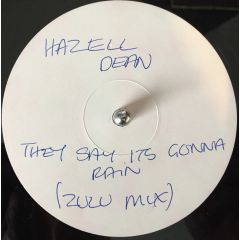 HAZELL
DEAN
THEY SAY ITS GONNA
RAIN
(ZULU MIX)